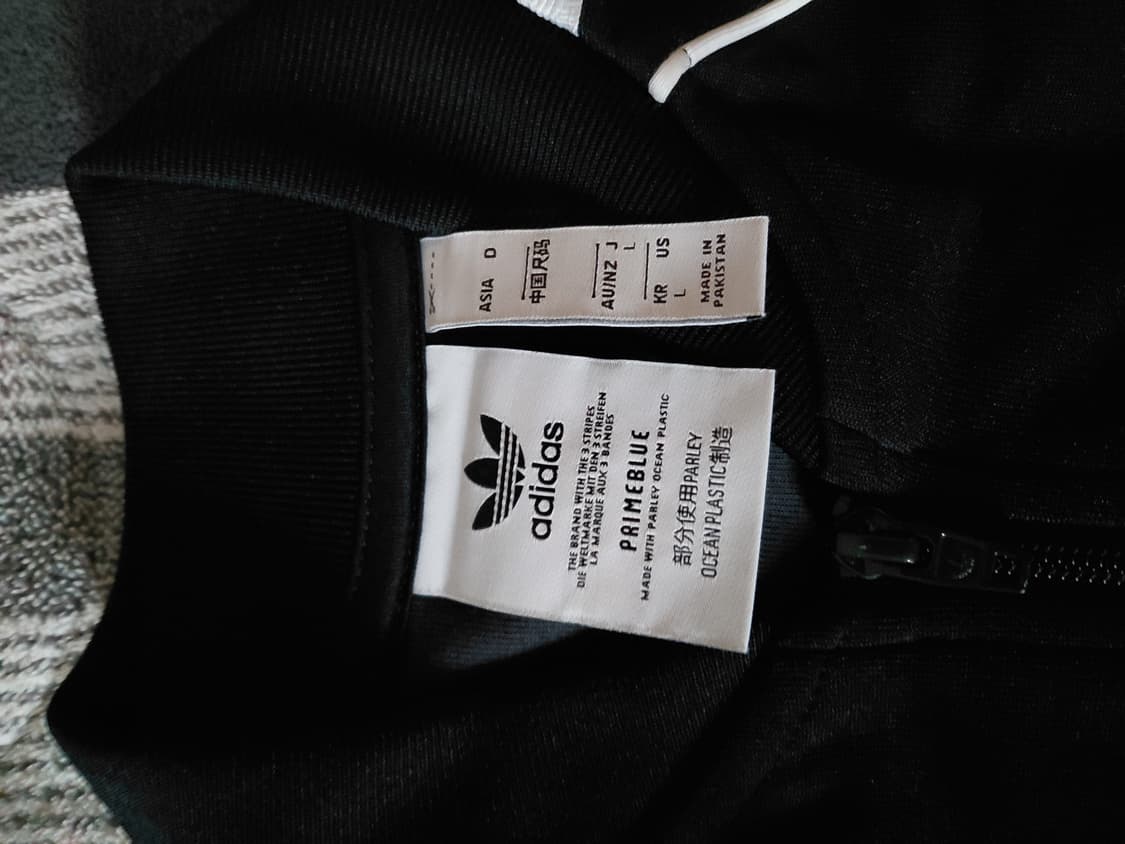 adidas
THE BRAND WITH THE 3 STRIPES
DIE WELTMARKE MIT DEN 3 STREIFEN
LA MARQUE AUX 3 BANDES
PRIMEBLUE
MADE WITH PARLEY OCEAN PLASTIC
部分使用PARLEY
OCEAN PLASTIC制造
ASIA D
中国尺码
AU/NZ J
L
KR US
L
MADE IN
PAKISTAN